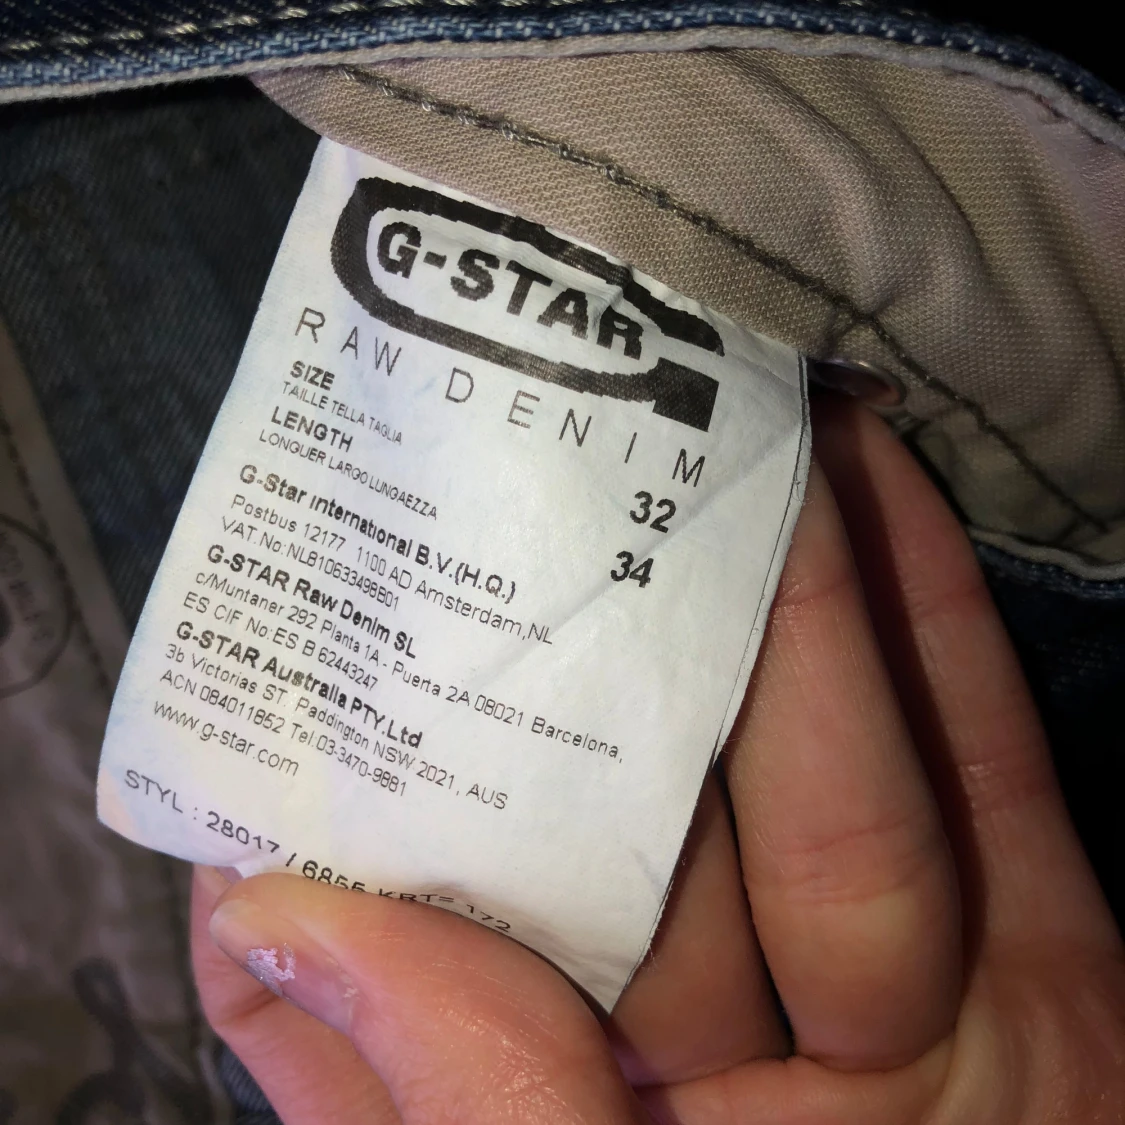 G-STAR
RAW DENIM
SIZE
TAILLE TELLA TAGLIA
32
LENGTH
LONGUER LARGO LUNGAEZZA
34
G-Star International B.V.(H.Q.)
Postbus 12177 1100 AD Amsterdam,NL
VAT.No:NLB10633498B01
G-STAR Raw Denim SL
c/Muntaner 292 Planta 1A - Puerta 2A 08021 Barcelona,
ES CIF No:ES B 62443247
G-STAR Australia PTY.Ltd
3b Victorias ST. Paddington NSW 2021, AUS
ACN 084011852 Tel.03-3470-9881
www.g-star.com
STYL : 28017 / 6855 KRT= 172